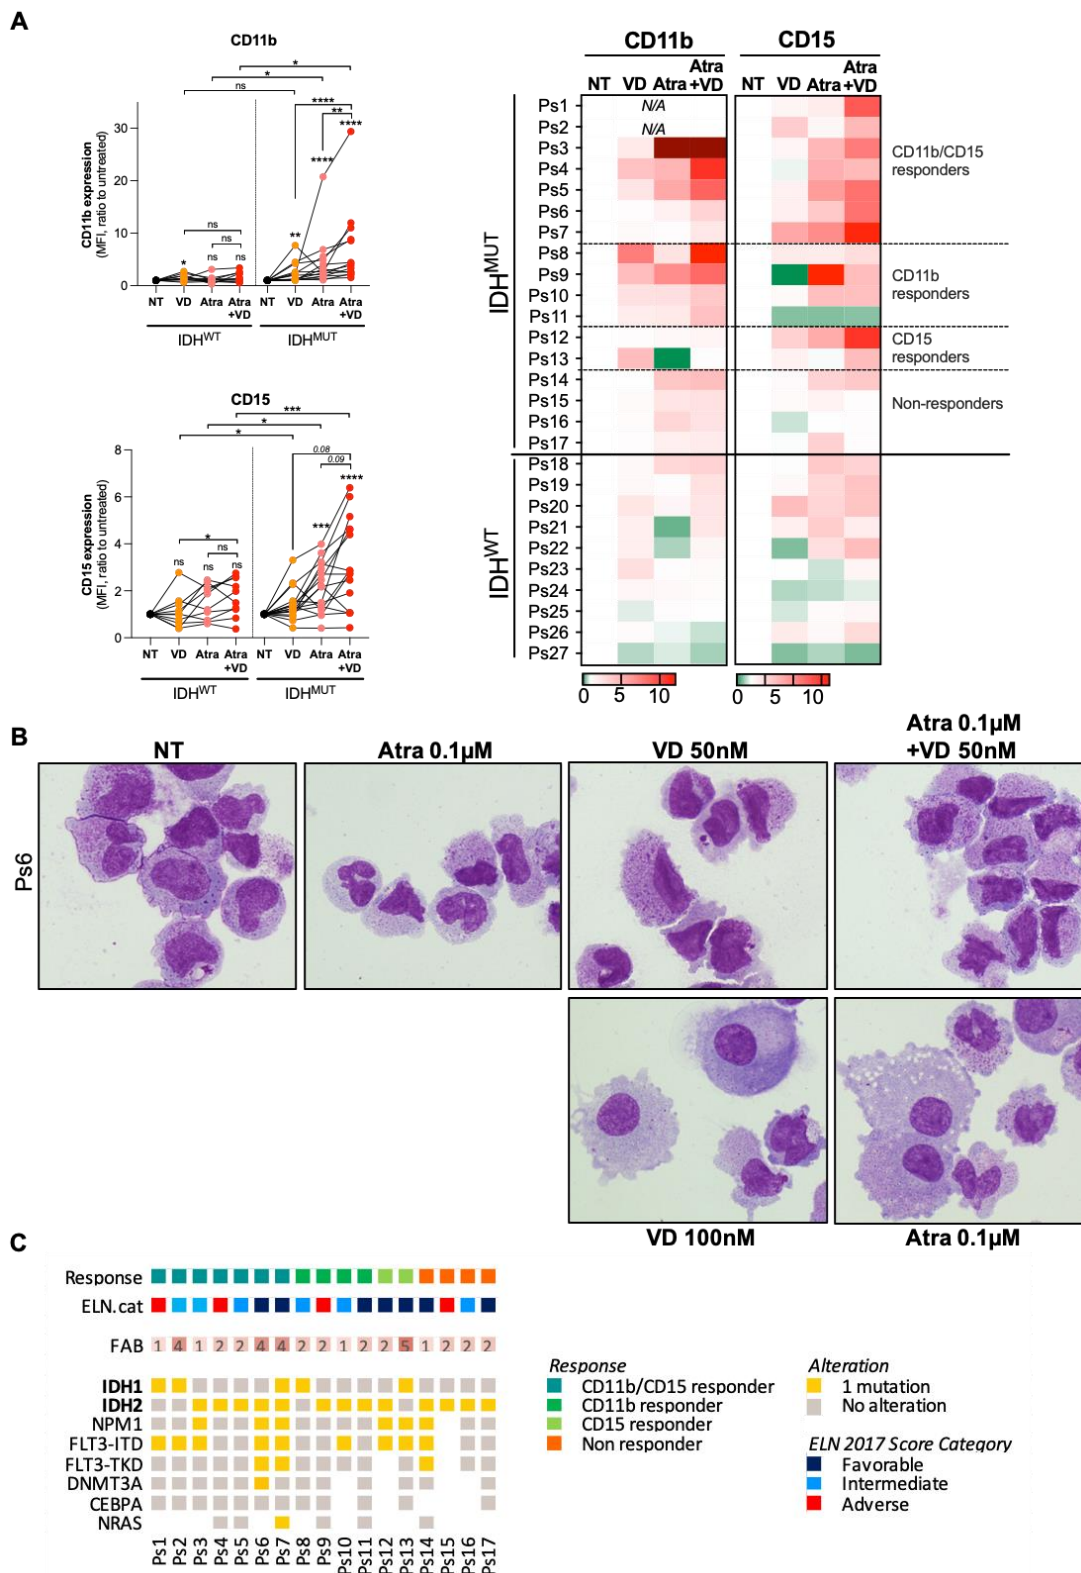 A
CD11b
CD11b expression
(MFI, ratio to untreated)
30
20
10
0
ns
*
*
ns
ns
*
ns
ns
****
**
****
****
**
NT VD Atra Atra +VD NT VD Atra Atra +VD
IDHWT IDHMUT
CD15
CD15 expression
(MFI, ratio to untreated)
8
6
4
2
0
***
*
*
0.08
0.09
****
***
*
ns
ns
ns
NT VD Atra Atra +VD NT VD Atra Atra +VD
IDHWT IDHMUT
CD11b CD15
NT VD Atra Atra +VD NT VD Atra Atra +VD
IDHMUT
Ps1 N/A
Ps2 N/A
Ps3
Ps4
Ps5
Ps6
Ps7
CD11b/CD15
responders
Ps8
Ps9
Ps10
Ps11
CD11b
responders
Ps12
Ps13
CD15
responders
Ps14
Ps15
Ps16
Ps17
Non-responders
IDHWT
Ps18
Ps19
Ps20
Ps21
Ps22
Ps23
Ps24
Ps25
Ps26
Ps27
0 5 10 0 5 10
B
NT Atra 0.1µM VD 50nM Atra 0.1µM
+VD 50nM
Ps6
VD 100nM Atra 0.1µM
C
Response
ELN.cat
FAB 1 4 1 2 2 4 4 2 2 1 2 2 5 1 2 2 2
IDH1
IDH2
NPM1
FLT3-ITD
FLT3-TKD
DNMT3A
CEBPA
NRAS
Ps1 Ps2 Ps3 Ps4 Ps5 Ps6 Ps7 Ps8 Ps9 Ps10 Ps11 Ps12 Ps13 Ps14 Ps15 Ps16 Ps17
Response
CD11b/CD15 responder
CD11b responder
CD15 responder
Non responder
Alteration
1 mutation
No alteration
ELN 2017 Score Category
Favorable
Intermediate
Adverse